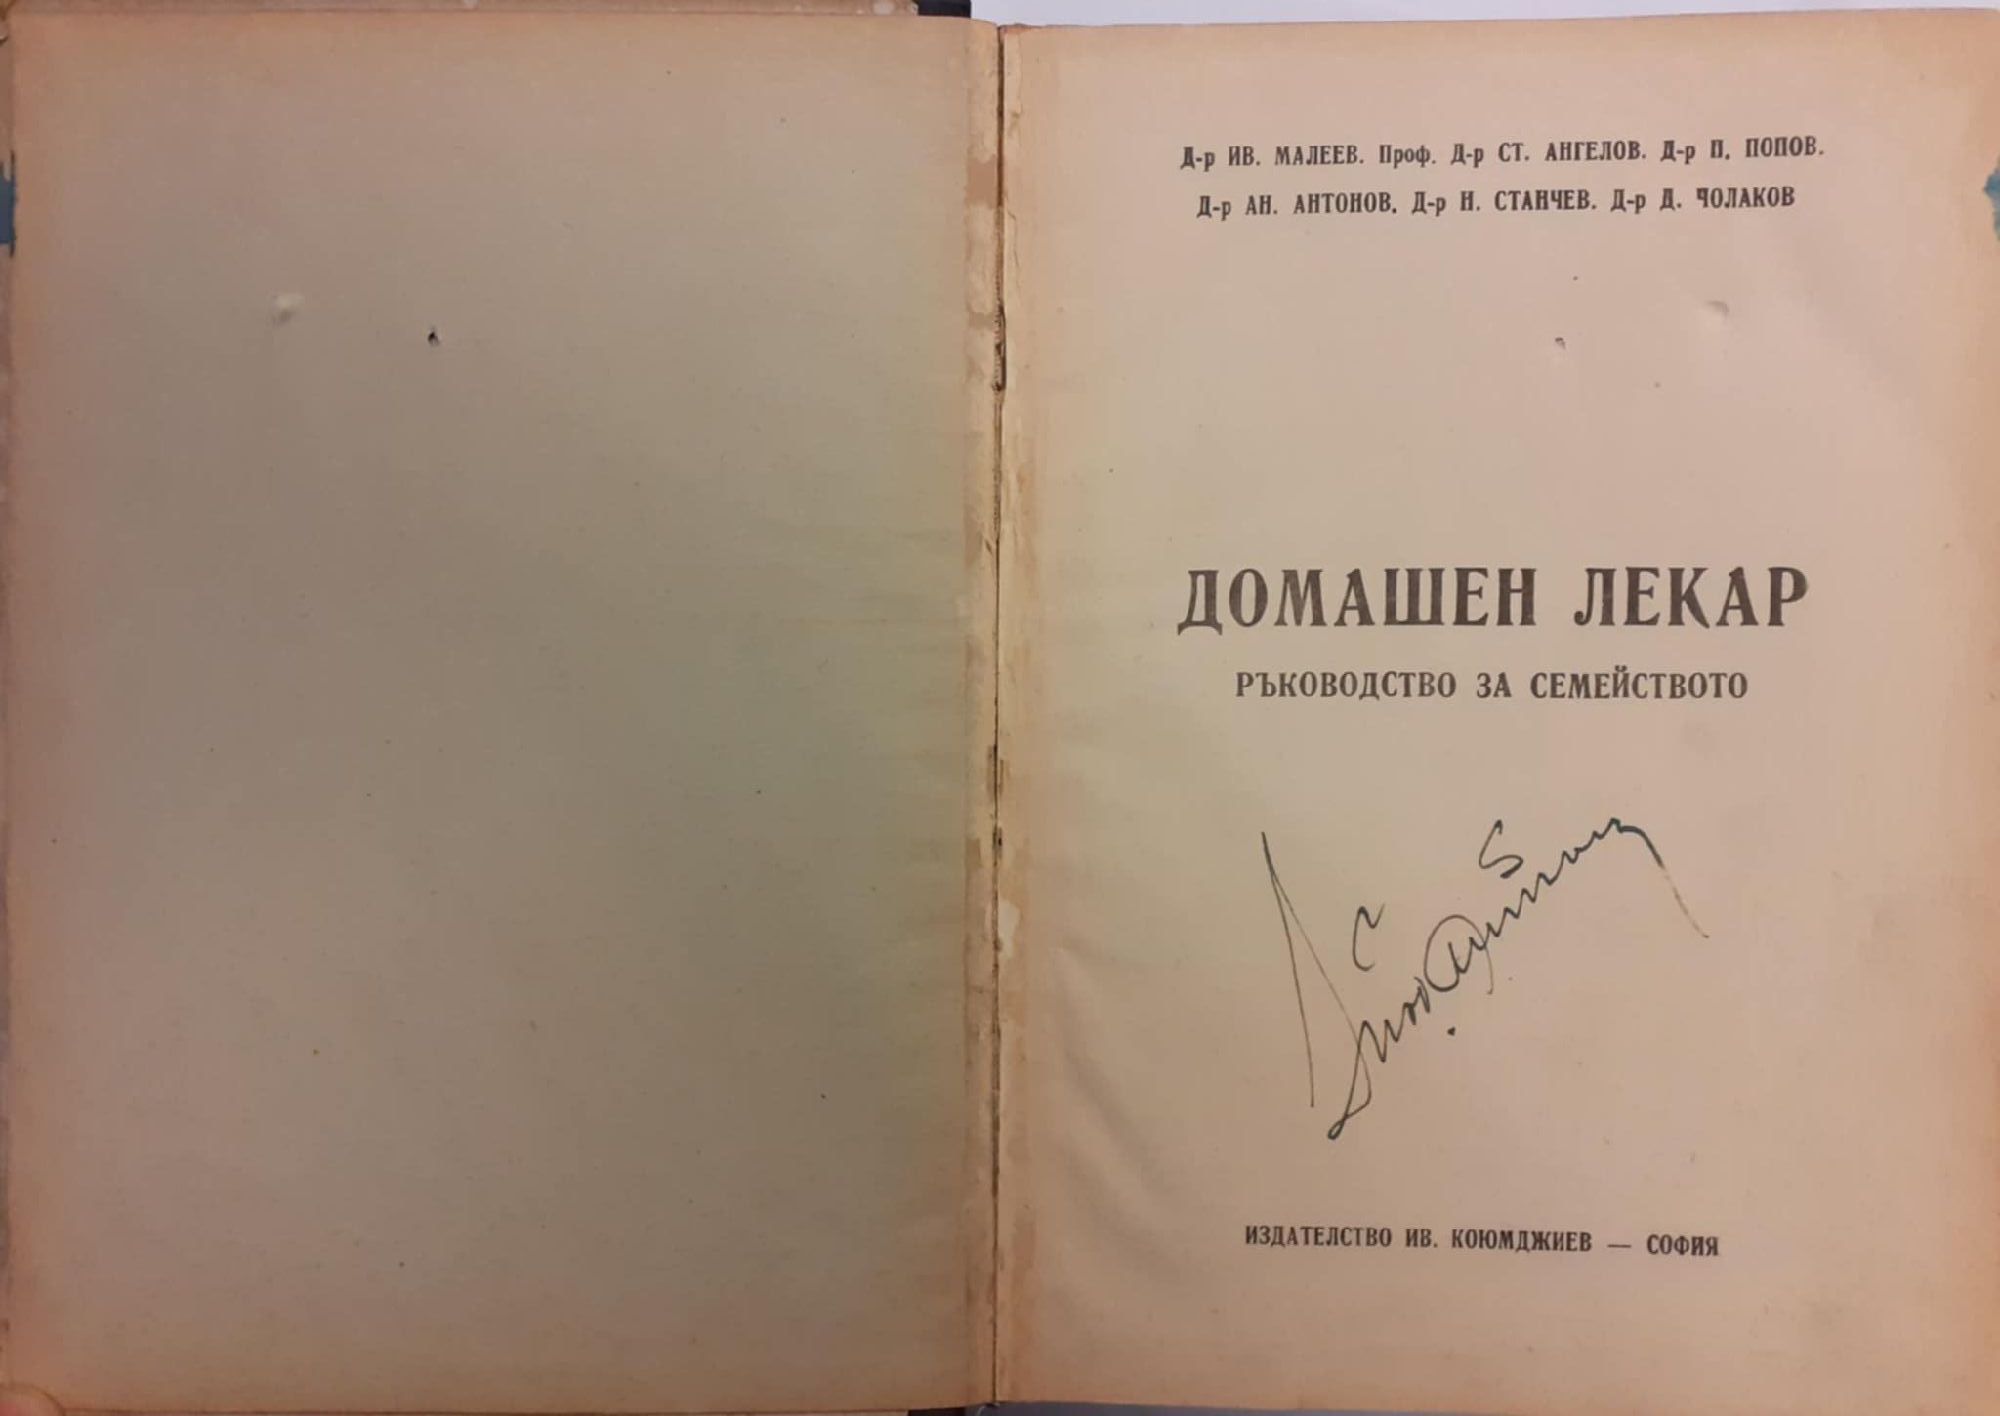 Д-р ИВ. МАЛЕЕВ. Проф. Д-р СТ. АНГЕЛОВ. Д-р П. ПОПОВ.
Д-р АН. АНТОНОВ. Д-р Н. СТАНЧЕВ. Д-р Д. ЧОЛАКОВ
ДОМАШЕН ЛЕКАР
РЪКОВОДСТВО ЗА СЕМЕЙСТВОТО
ИЗДАТЕЛСТВО ИВ. КОЮМДЖИЕВ — СОФИЯ